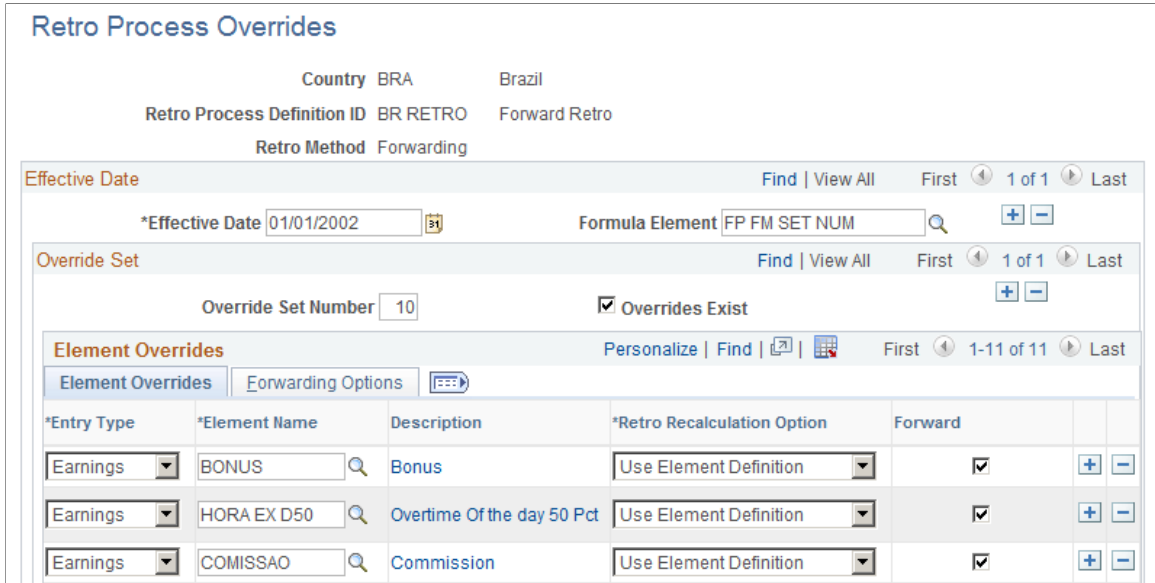 Retro Process Overrides
Country BRA Brazil
Retro Process Definition ID BR RETRO Forward Retro
Retro Method Forwarding
Effective Date Find | View All First 1 of 1 Last
*Effective Date 01/01/2002 31 Formula Element FP FM SET NUM
Override Set Find | View All First 1 of 1 Last
Override Set Number 10 Overrides Exist
Element Overrides Personalize | Find | | First 1-11 of 11 Last
Element Overrides Forwarding Options
*Entry Type *Element Name Description *Retro Recalculation Option Forward
Earnings BONUS Bonus Use Element Definition
Earnings HORA EX D50 Overtime Of the day 50 Pct Use Element Definition
Earnings COMISSAO Commission Use Element Definition